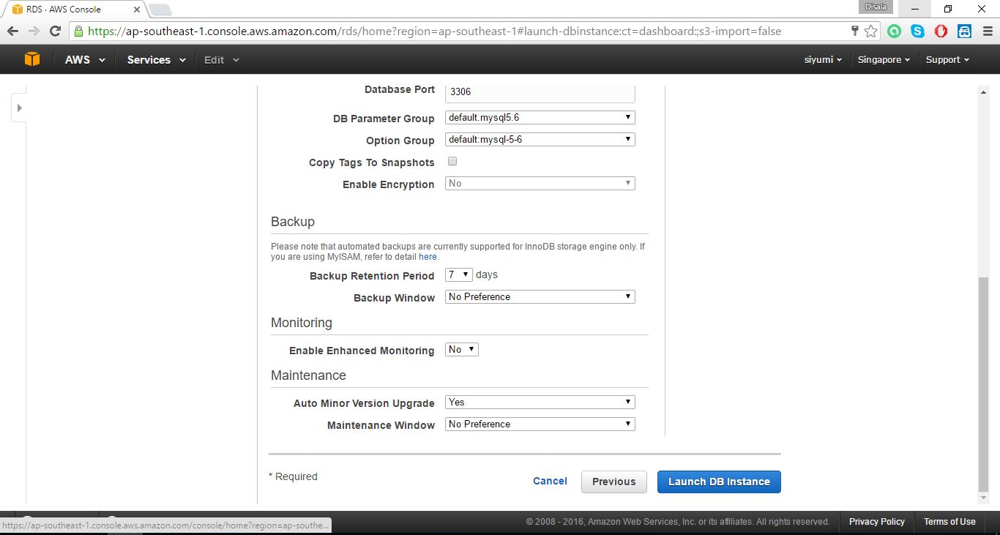 RDS · AWS Console
Disala
https://ap-southeast-1.console.aws.amazon.com/rds/home?region=ap-southeast-1#launch-dbinstance:ct=dashboard:;s3-import=false
AWS Services Edit siyumi Singapore Support
Database Port 3306
DB Parameter Group default.mysql5.6
Option Group default:mysql-5-6
Copy Tags To Snapshots
Enable Encryption No
Backup
Please note that automated backups are currently supported for InnoDB storage engine only. If
you are using MyISAM, refer to detail here.
Backup Retention Period 7 days
Backup Window No Preference
Monitoring
Enable Enhanced Monitoring No
Maintenance
Auto Minor Version Upgrade Yes
Maintenance Window No Preference
* Required Cancel Previous Launch DB Instance
https://ap-southeast-1.console.aws.amazon.com/console/home?region=ap-southe...
© 2008 - 2016, Amazon Web Services, Inc. or its affiliates. All rights reserved. Privacy Policy Terms of Use